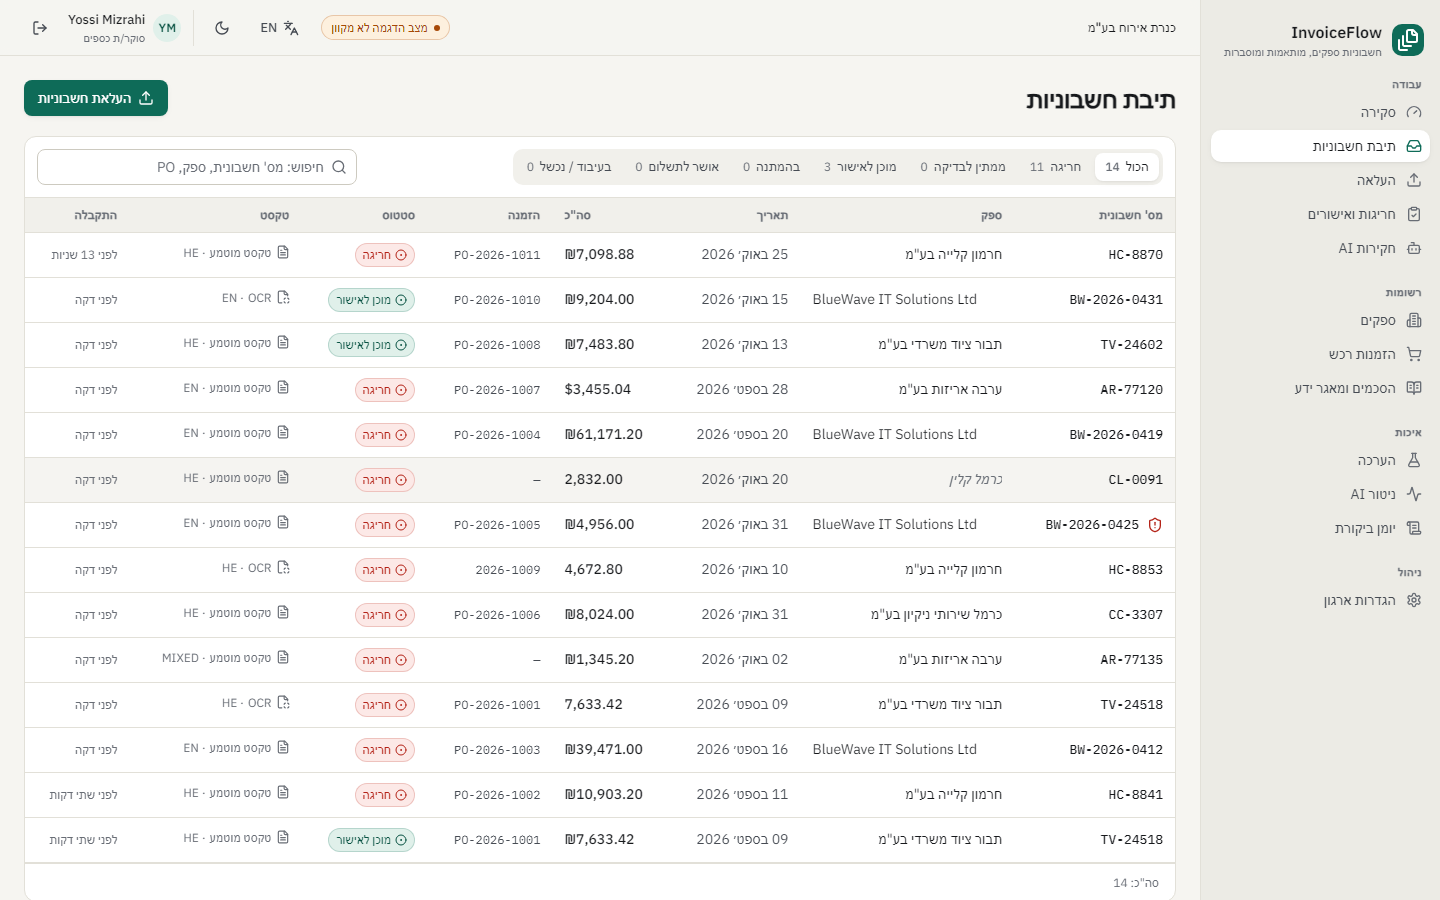 InvoiceFlow
חשבוניות ספקים, מותאמות ומוסברות
עבודה
סקירה
תיבת חשבוניות
העלאה
חריגות ואישורים
חקירות AI
רשומות
ספקים
הזמנות רכש
הסכמים ומאגר ידע
איכות
הערכה
ניטור AI
יומן ביקורת
ניהול
הגדרות ארגון
כנרת אירוח בע"מ
מצב הדגמה לא מקוון
EN
YM
Yossi Mizrahi
סוקר/ת כספים
תיבת חשבוניות
העלאת חשבוניות
הכול 14 חריגה 11 ממתין לבדיקה 0 מוכן לאישור 3 בהמתנה 0 אושר לתשלום 0 בעיבוד / נכשל 0
חיפוש: מס' חשבונית, ספק, PO
מס' חשבונית ספק תאריך סה"כ הזמנה סטטוס טקסט התקבלה
HC-8870 חרמון קלייה בע"מ 25 באוק׳ 2026 ₪7,098.88 PO-2026-1011 חריגה טקסט מוטמע · HE לפני 13 שניות
BW-2026-0431 BlueWave IT Solutions Ltd 15 באוק׳ 2026 ₪9,204.00 PO-2026-1010 מוכן לאישור EN · OCR לפני דקה
TV-24602 תבור ציוד משרדי בע"מ 13 באוק׳ 2026 ₪7,483.80 PO-2026-1008 מוכן לאישור טקסט מוטמע · HE לפני דקה
AR-77120 ערבה אריזות בע"מ 28 בספט׳ 2026 $3,455.04 PO-2026-1007 חריגה טקסט מוטמע · EN לפני דקה
BW-2026-0419 BlueWave IT Solutions Ltd 20 בספט׳ 2026 ₪61,171.20 PO-2026-1004 חריגה טקסט מוטמע · EN לפני דקה
CL-0091 כרמל קלין 20 באוק׳ 2026 2,832.00 – חריגה טקסט מוטמע · HE לפני דקה
BW-2026-0425 BlueWave IT Solutions Ltd 31 באוק׳ 2026 ₪4,956.00 PO-2026-1005 חריגה טקסט מוטמע · EN לפני דקה
HC-8853 חרמון קלייה בע"מ 10 באוק׳ 2026 4,672.80 2026-1009 חריגה HE · OCR לפני דקה
CC-3307 כרמל שירותי ניקיון בע"מ 31 באוק׳ 2026 ₪8,024.00 PO-2026-1006 חריגה טקסט מוטמע · HE לפני דקה
AR-77135 ערבה אריזות בע"מ 02 באוק׳ 2026 ₪1,345.20 – חריגה טקסט מוטמע · MIXED לפני דקה
TV-24518 תבור ציוד משרדי בע"מ 09 בספט׳ 2026 7,633.42 PO-2026-1001 חריגה HE · OCR לפני דקה
BW-2026-0412 BlueWave IT Solutions Ltd 16 בספט׳ 2026 ₪39,471.00 PO-2026-1003 חריגה טקסט מוטמע · EN לפני דקה
HC-8841 חרמון קלייה בע"מ 11 בספט׳ 2026 ₪10,903.20 PO-2026-1002 חריגה טקסט מוטמע · HE לפני שתי דקות
TV-24518 תבור ציוד משרדי בע"מ 09 בספט׳ 2026 ₪7,633.42 PO-2026-1001 מוכן לאישור טקסט מוטמע · HE לפני שתי דקות
סה"כ: 14